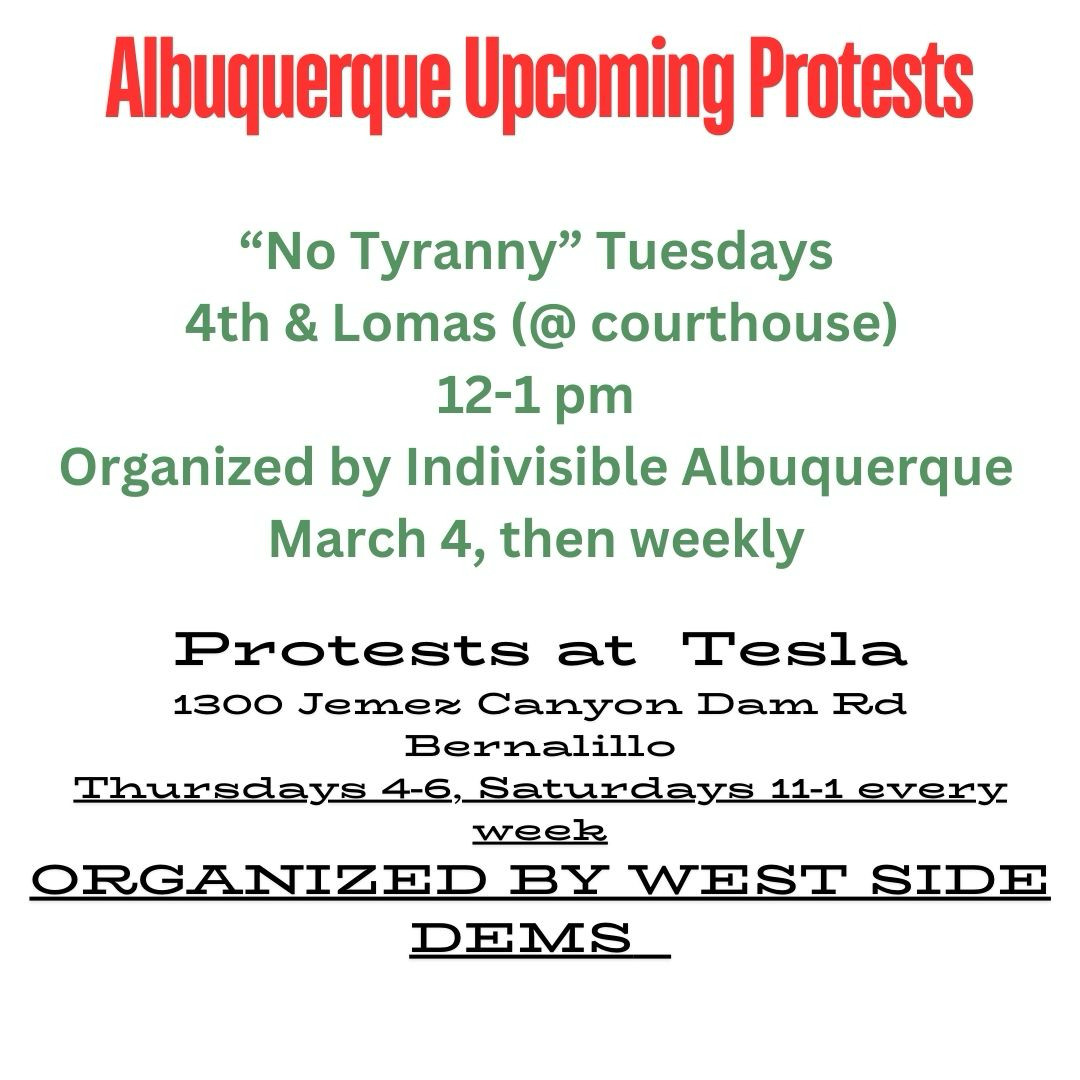 Albuquerque Upcoming Protests
“No Tyranny” Tuesdays
4th & Lomas (@ courthouse)
12-1 pm
Organized by Indivisible Albuquerque
March 4, then weekly
Protests at Tesla
1300 Jemez Canyon Dam Rd
Bernalillo
Thursdays 4-6, Saturdays 11-1 every
week
ORGANIZED BY WEST SIDE
DEMS